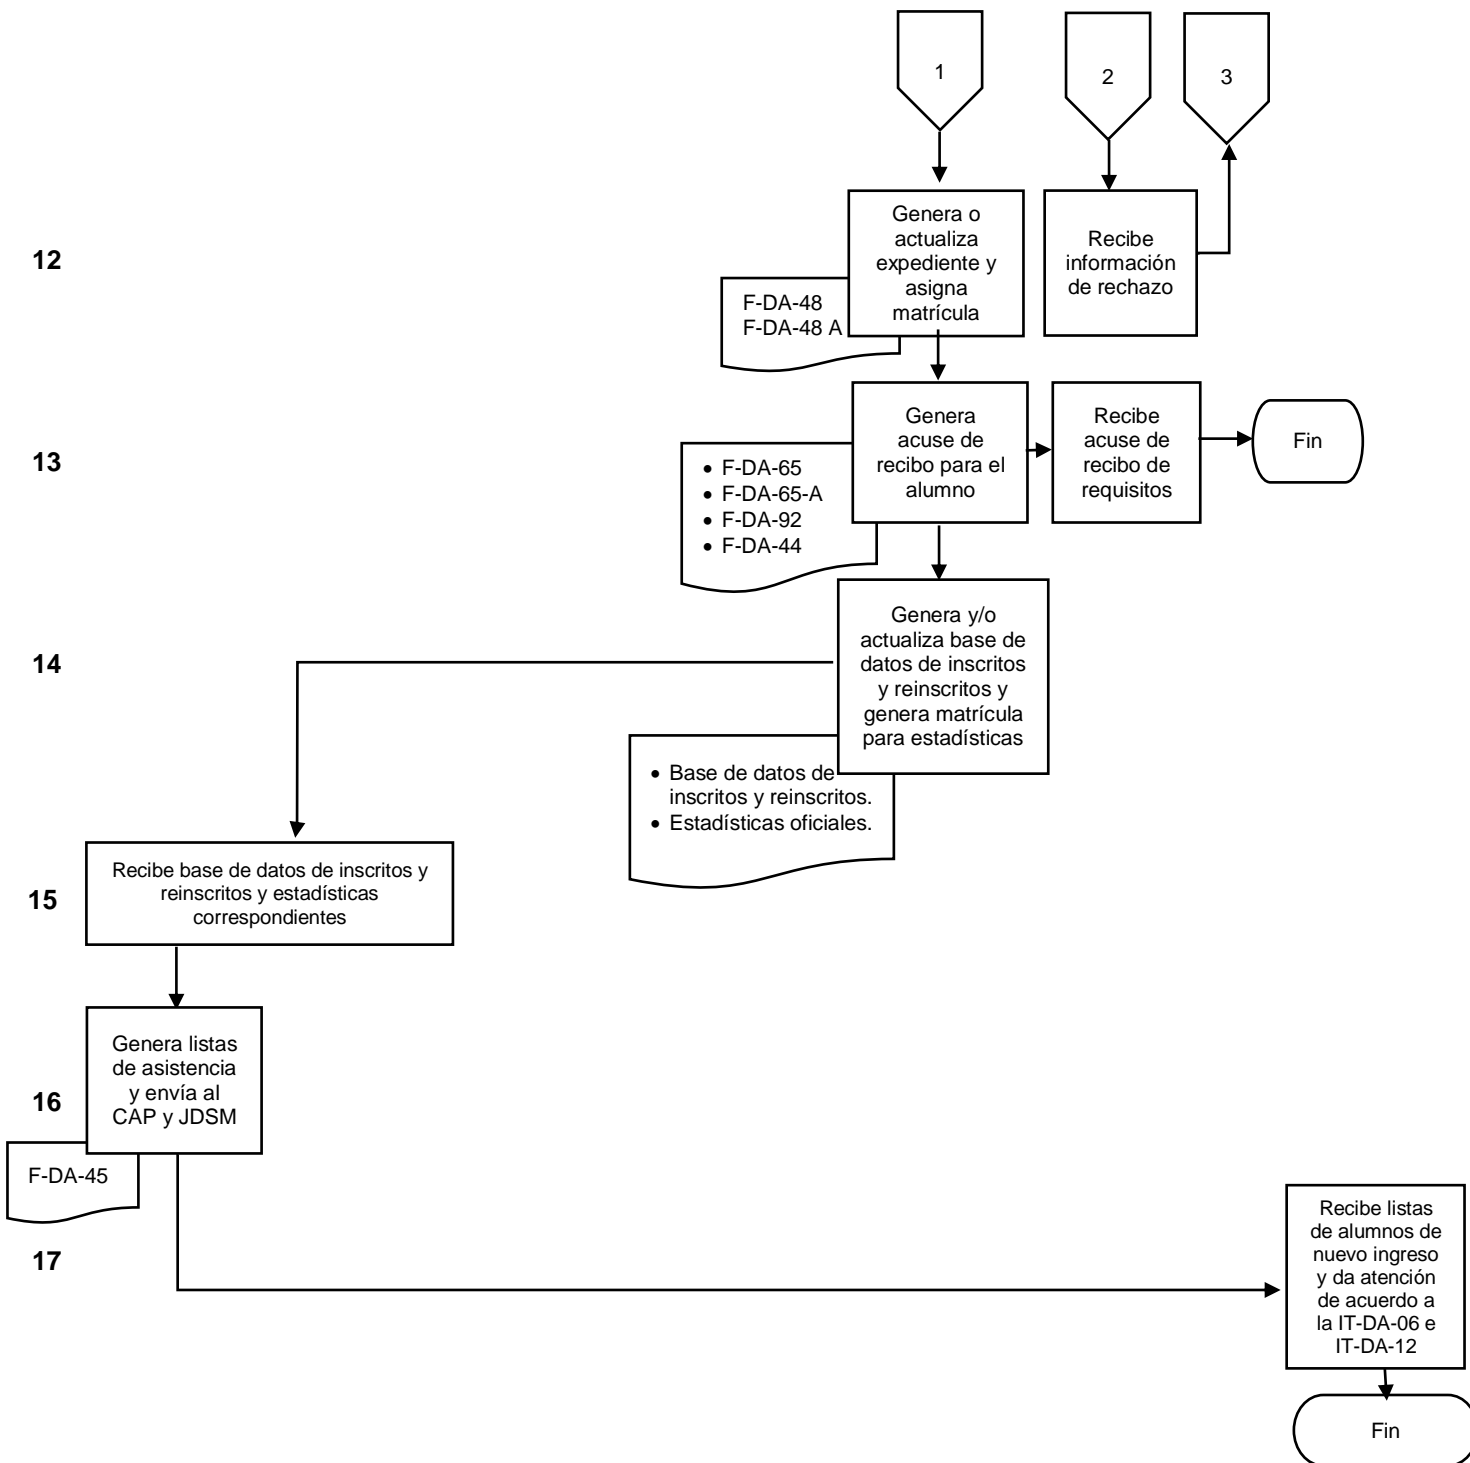 1
2
3
12
Genera o
actualiza
expediente y
asigna
matrícula
Recibe
información
de rechazo
F-DA-48
F-DA-48 A
13
Genera
acuse de
recibo para el
alumno
Recibe
acuse de
recibo de
requisitos
Fin
• F-DA-65
• F-DA-65-A
• F-DA-92
• F-DA-44
14
Genera y/o
actualiza base de
datos de inscritos
y reinscritos y
genera matrícula
para estadísticas
• Base de datos de
inscritos y reinscritos.
• Estadísticas oficiales.
15
Recibe base de datos de inscritos y
reinscritos y estadísticas
correspondientes
16
Genera listas
de asistencia
y envía al
CAP y JDSM
F-DA-45
17
Recibe listas
de alumnos de
nuevo ingreso
y da atención
de acuerdo a
la IT-DA-06 e
IT-DA-12
Fin